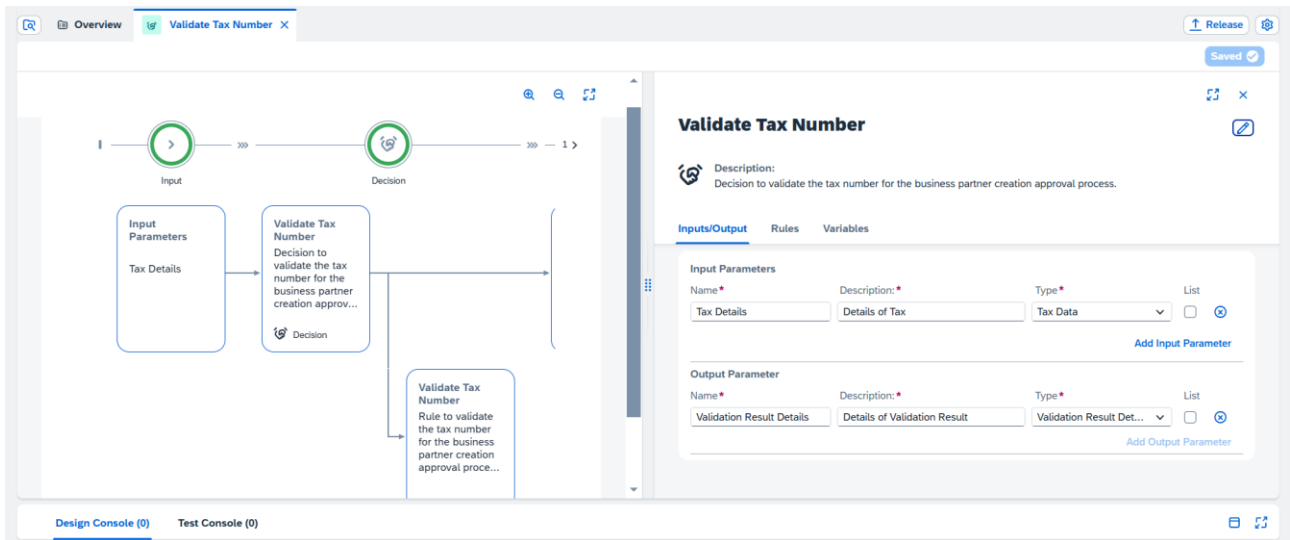 Overview
Validate Tax Number
Release
Saved
1
Input
Decision
Input
Parameters
Tax Details
Validate Tax
Number
Decision to
validate the tax
number for the
business partner
creation approv...
Decision
Validate Tax
Number
Rule to validate
the tax number
for the business
partner creation
approval proce...
Validate Tax Number
Description:
Decision to validate the tax number for the business partner creation approval process.
Inputs/Output Rules Variables
Input Parameters
Name* Description:* Type* List
Tax Details Details of Tax Tax Data
Add Input Parameter
Output Parameter
Name* Description:* Type* List
Validation Result Details Details of Validation Result Validation Result Det...
Add Output Parameter
Design Console (0) Test Console (0)